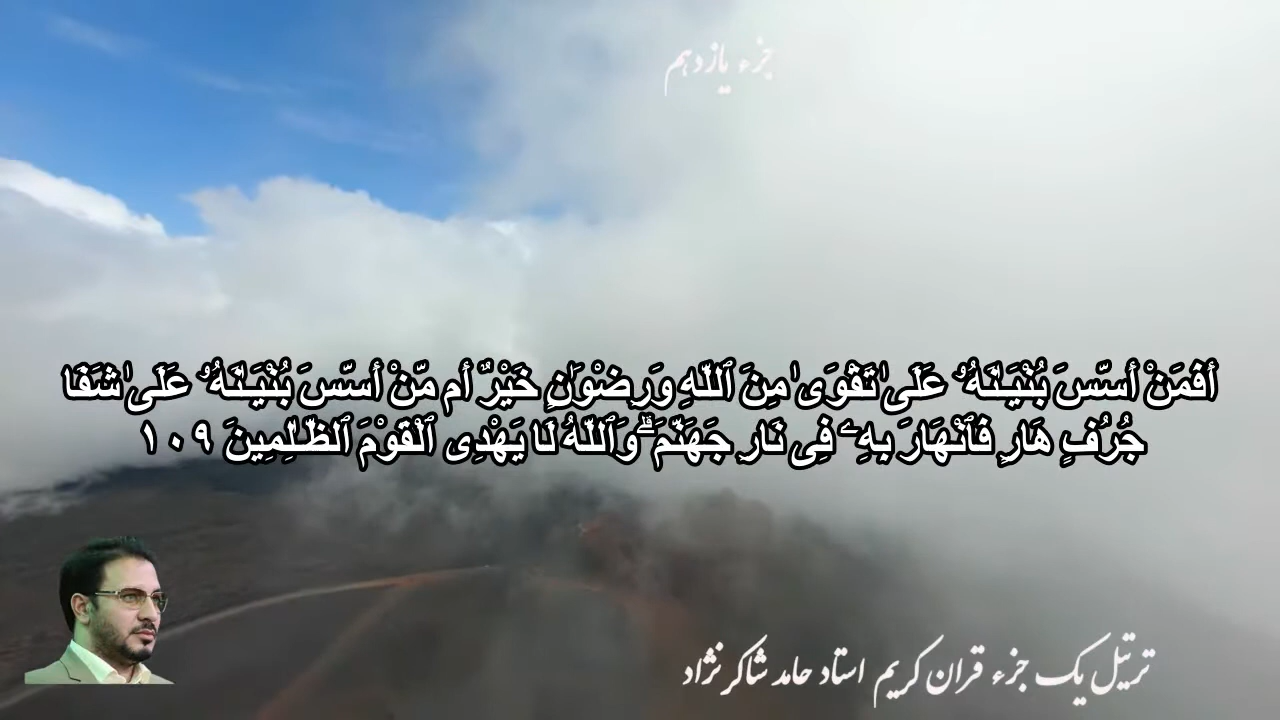 جزء یازدهم
أَفَمَنْ أَسَّسَ بُنْيَـٰنَهُۥ عَلَىٰ تَقْوَىٰ مِنَ ٱللَّهِ وَرِضْوَٰنٍ خَيْرٌ أَم مَّنْ أَسَّسَ بُنْيَـٰنَهُۥ عَلَىٰ شَفَا
جُرُفٍ هَارٍ فَٱنْهَارَ بِهِۦ فِى نَارِ جَهَنَّمَ ۗ وَٱللَّهُ لَا يَهْدِى ٱلْقَوْمَ ٱلظَّـٰلِمِينَ ١٠٩
ترتیل یک جزء قران کریم استاد حامد شاکرنژاد